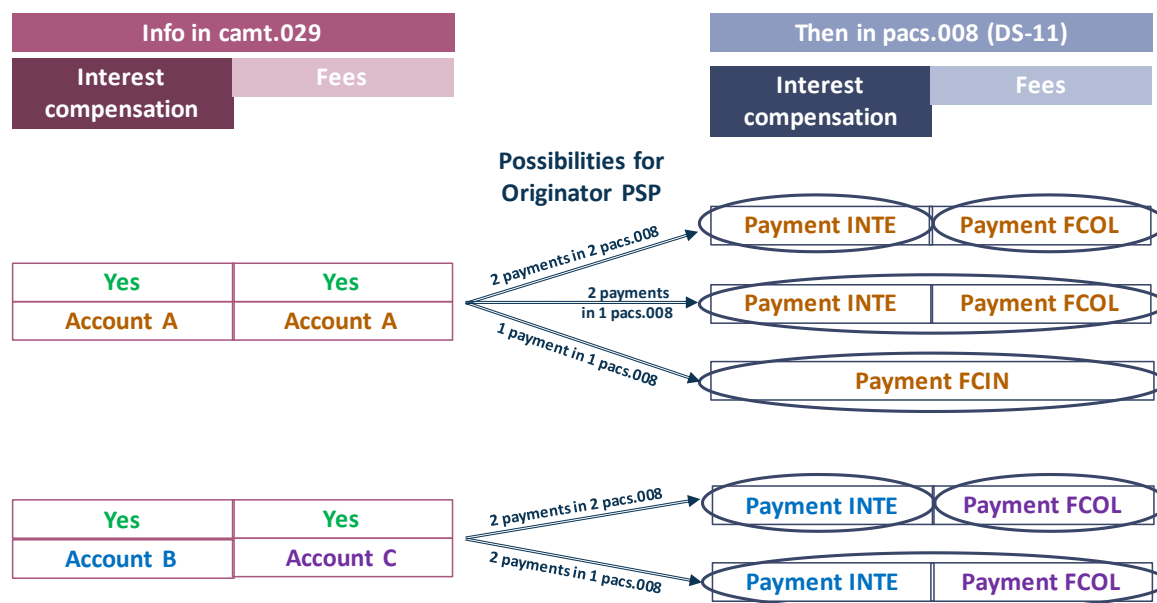 Info in camt.029
Then in pacs.008 (DS-11)
Interest
compensation
Fees
Interest
compensation
Fees
Possibilities for
Originator PSP
2 payments in 2 pacs.008
Payment INTE
Payment FCOL
Yes
Yes
Account A
Account A
2 payments
in 1 pacs.008
Payment INTE
Payment FCOL
1 payment in 1 pacs.008
Payment FCIN
Yes
Yes
Account B
Account C
2 payments in 2 pacs.008
Payment INTE
Payment FCOL
2 payments in 1 pacs.008
Payment INTE
Payment FCOL